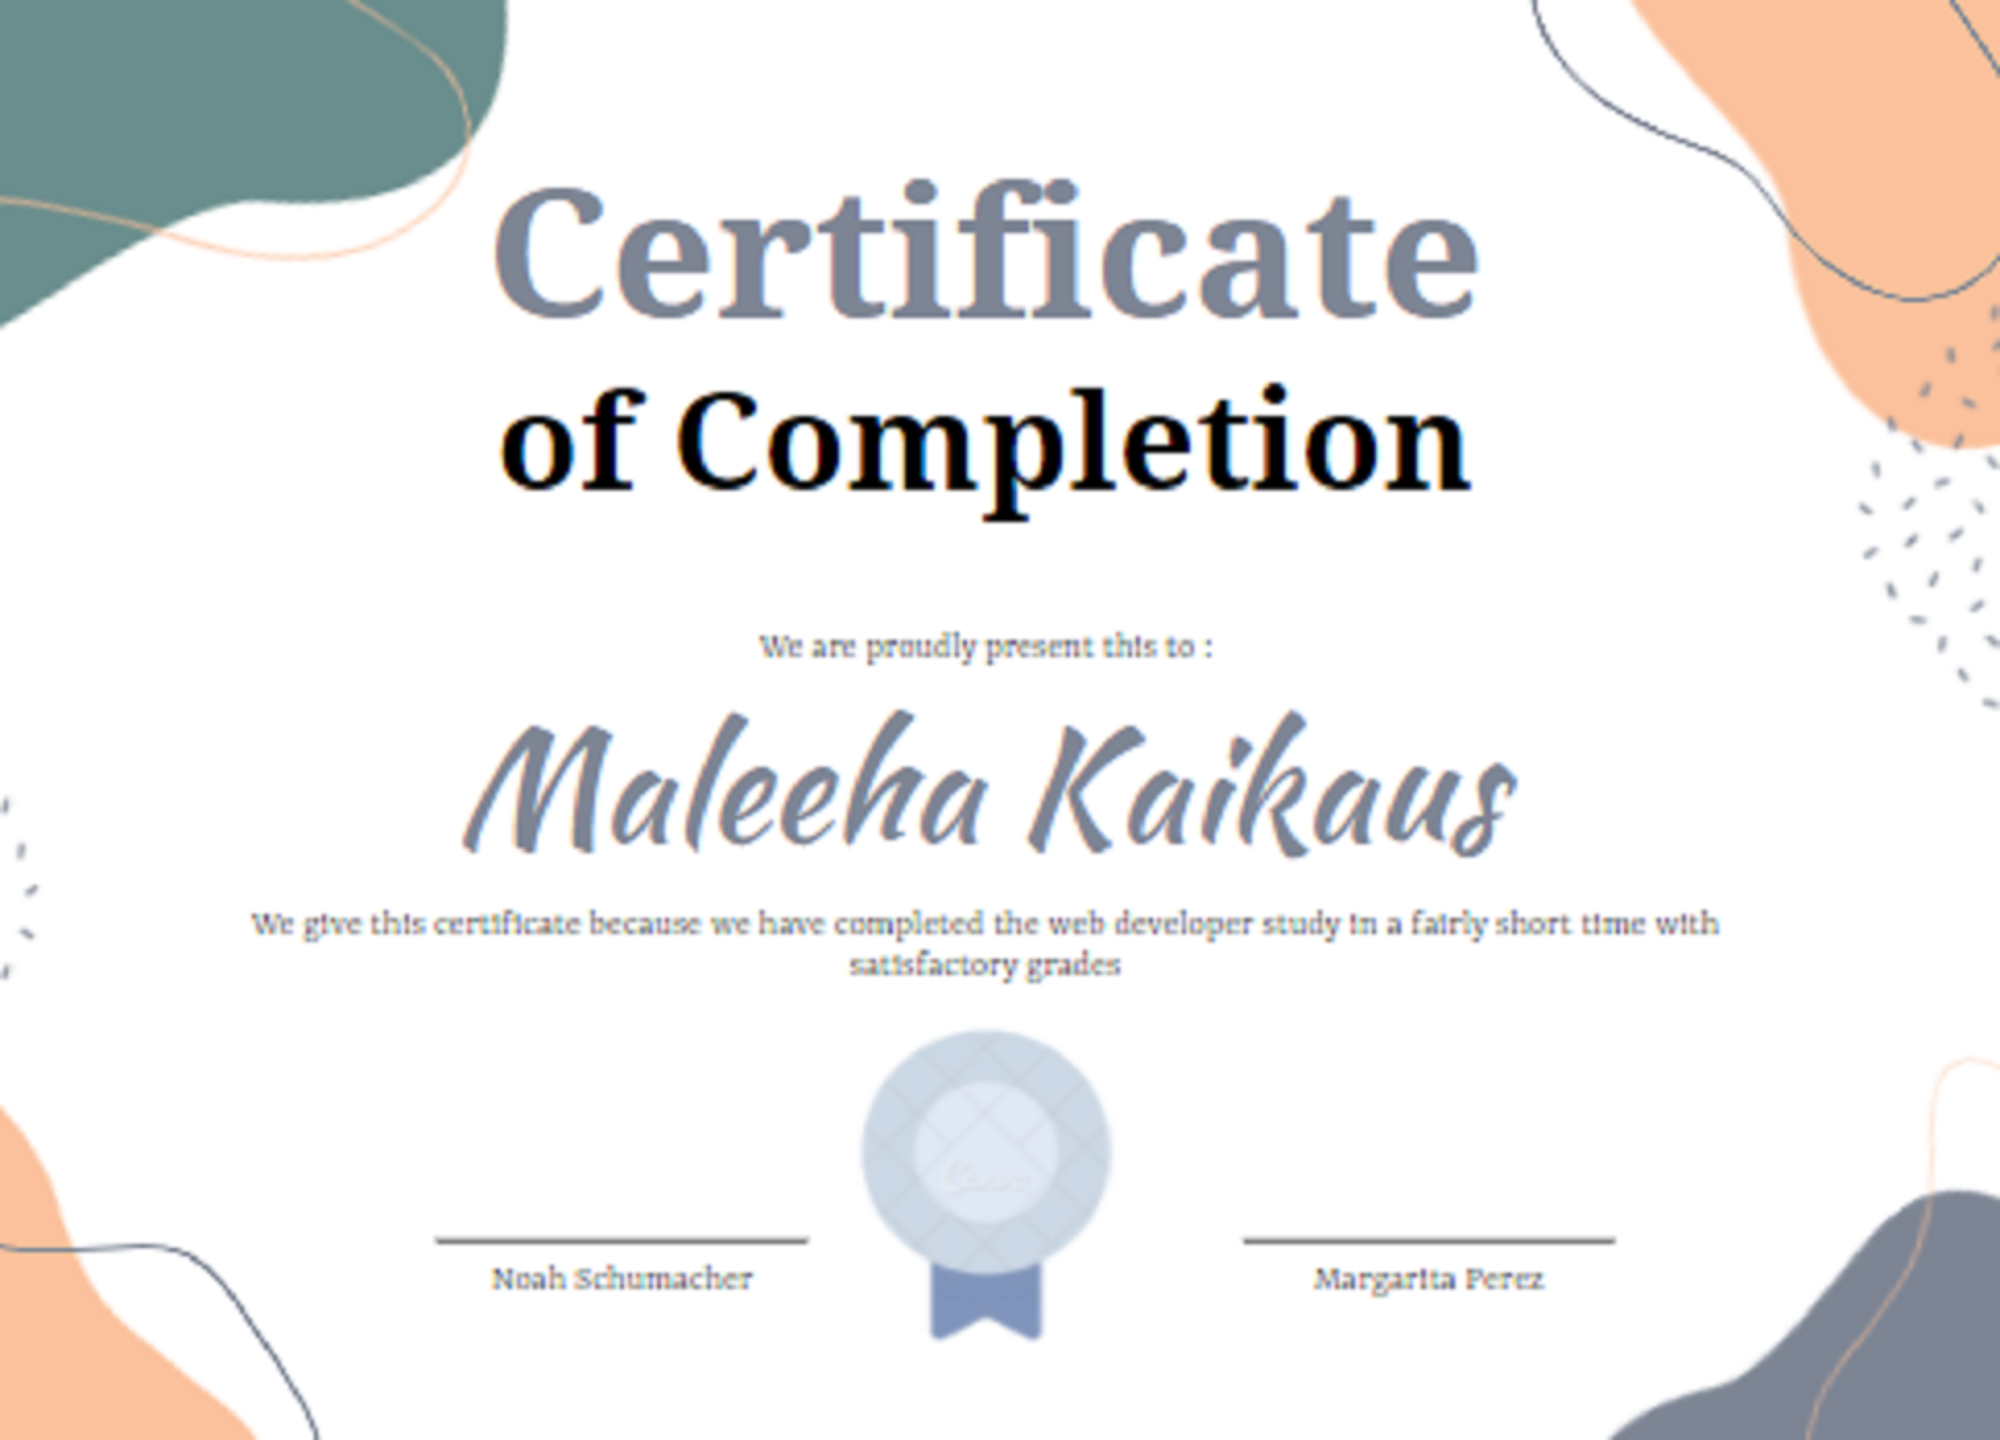 Certificate
of Completion
We are proudly present this to :
Maleeha Kaikaus
We give this certificate because we have completed the web developer study in a fairly short time with
satisfactory grades
Canva
Noah Schumacher
Margarita Perez